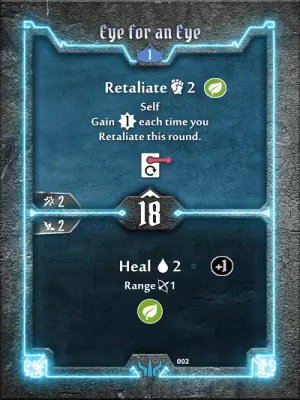 Eye for an Eye
1
Retaliate 2
Self
Gain 1 each time you
Retaliate this round.
2
18
2
Heal 2 +1
Range 1
002